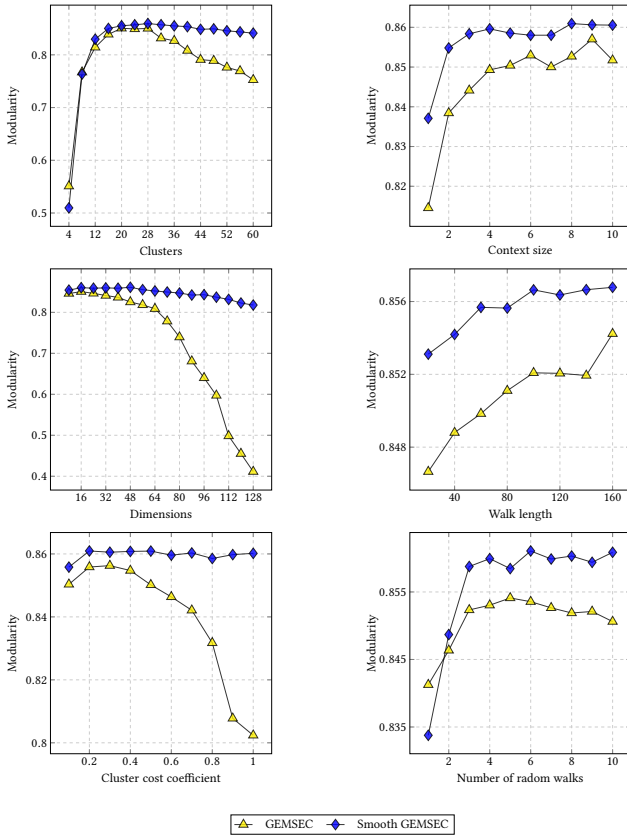 0.8
0.7
0.6
0.5
Modularity
4 12 20 28 36 44 52 60
Clusters
0.86
0.85
0.84
0.83
0.82
Modularity
2 4 6 8 10
Context size
0.8
0.7
0.6
0.5
0.4
Modularity
16 32 48 64 80 96 112 128
Dimensions
0.856
0.852
0.848
Modularity
40 80 120 160
Walk length
0.86
0.84
0.82
0.8
Modularity
0.2 0.4 0.6 0.8 1
Cluster cost coefficient
0.855
0.845
0.835
Modularity
2 4 6 8 10
Number of radom walks
GEMSEC Smooth GEMSEC